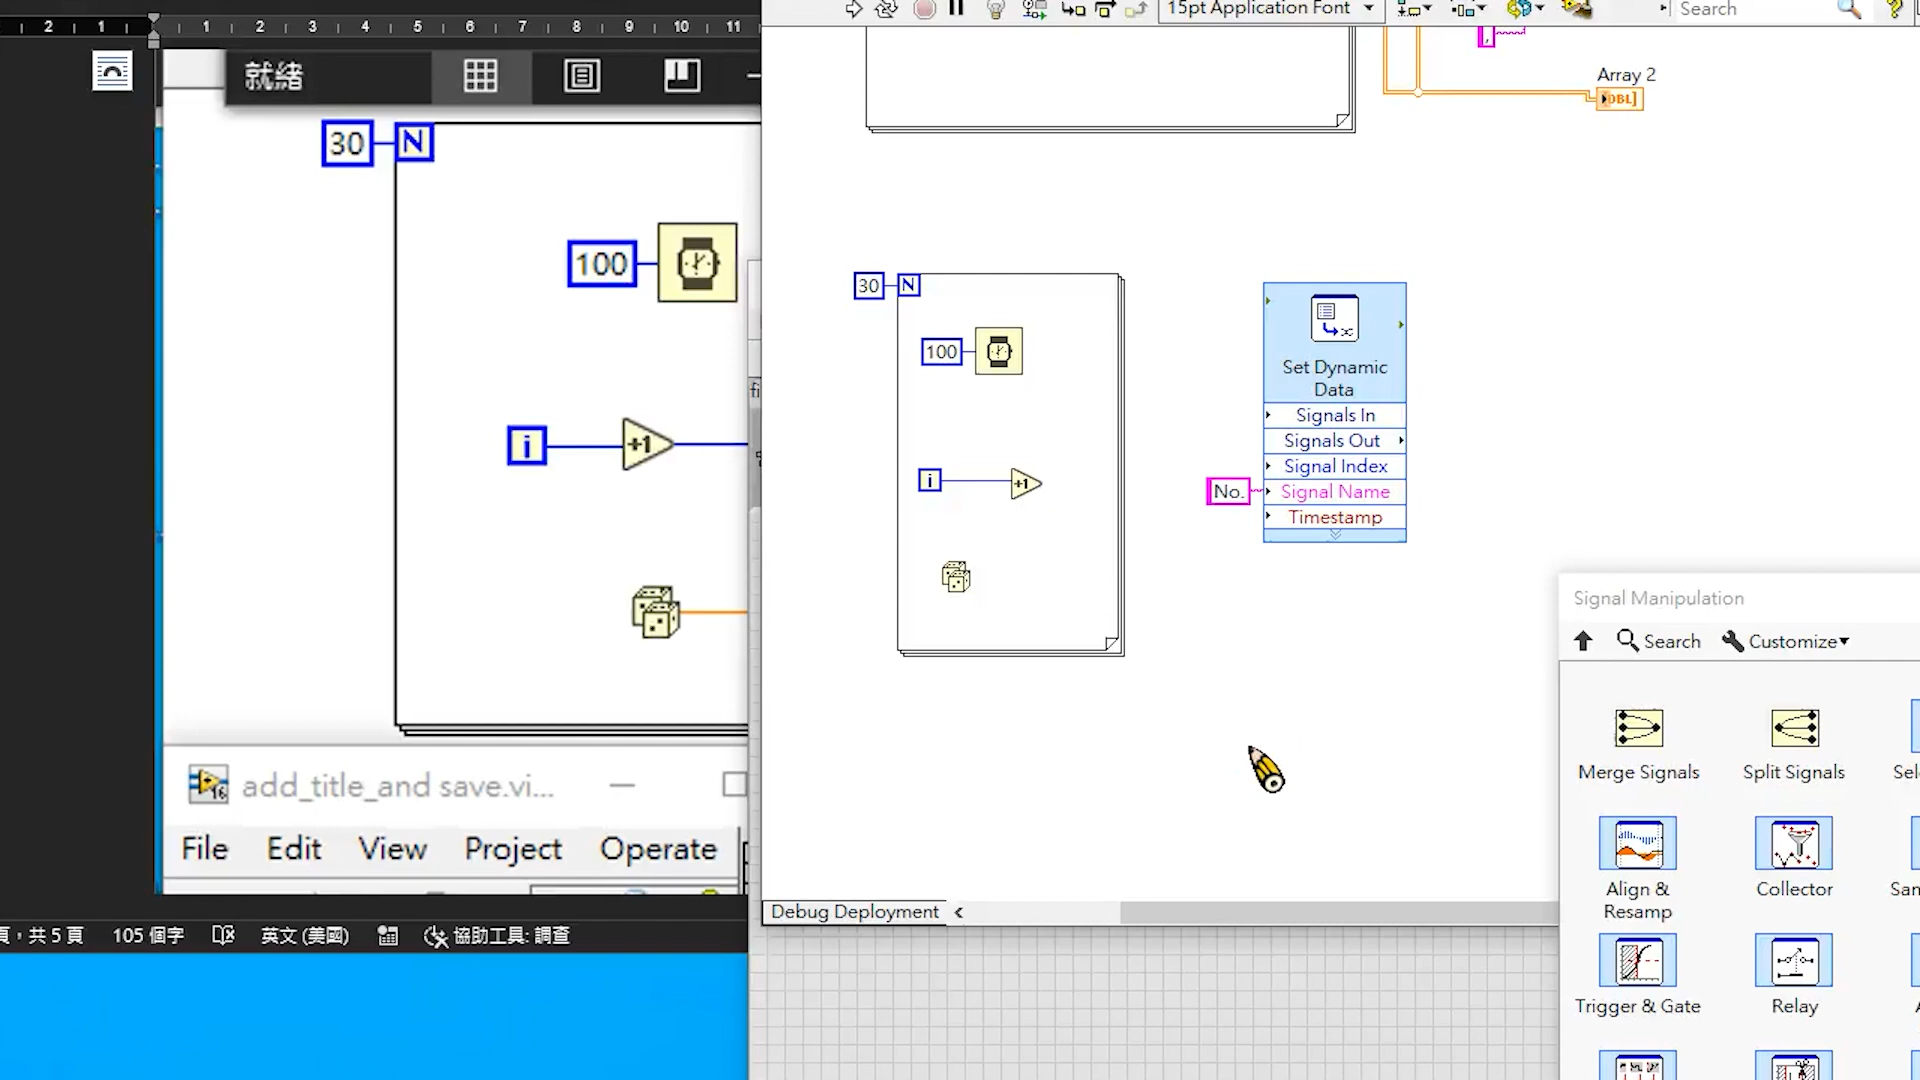 2 1 1 2 3 4 5 6 7 8 9 10 11
就緒
30 N
100
i +1
add_title_and save.vi...
File Edit View Project Operate
共 5 頁 105 個字 英文 (美國) 協助工具: 調查
15pt Application Font
Search
Array 2
DBL]
30 N
100
i +1
Set Dynamic
Data
Signals In
Signals Out
Signal Index
No. Signal Name
Timestamp
Debug Deployment
Signal Manipulation
Search Customize
Merge Signals Split Signals
Align &
Resamp
Collector
Trigger & Gate Relay